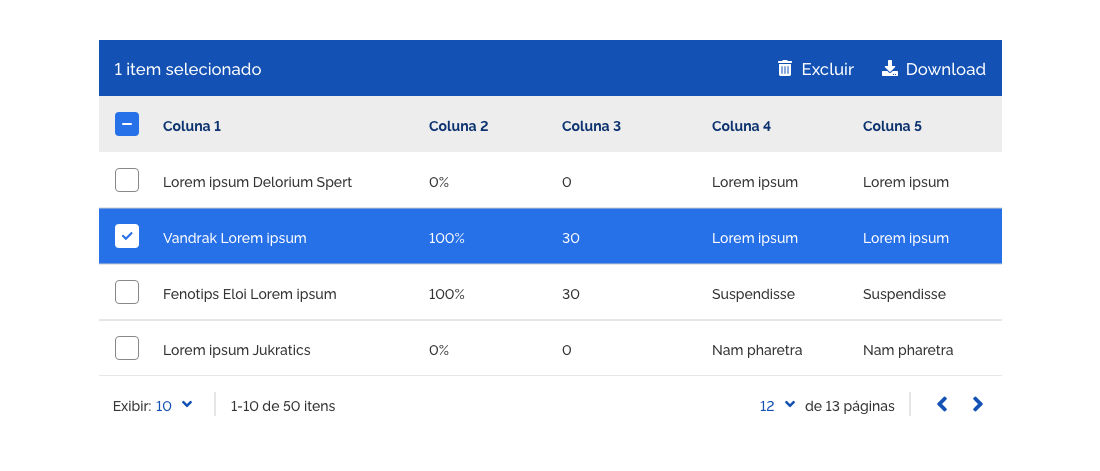 1 item selecionado Excluir Download
Coluna 1 Coluna 2 Coluna 3 Coluna 4 Coluna 5
Lorem ipsum Delorium Spert 0% 0 Lorem ipsum Lorem ipsum
Vandrak Lorem ipsum 100% 30 Lorem ipsum Lorem ipsum
Fenotips Eloi Lorem ipsum 100% 30 Suspendisse Suspendisse
Lorem ipsum Jukratics 0% 0 Nam pharetra Nam pharetra
Exibir: 10 1-10 de 50 itens 12 de 13 páginas